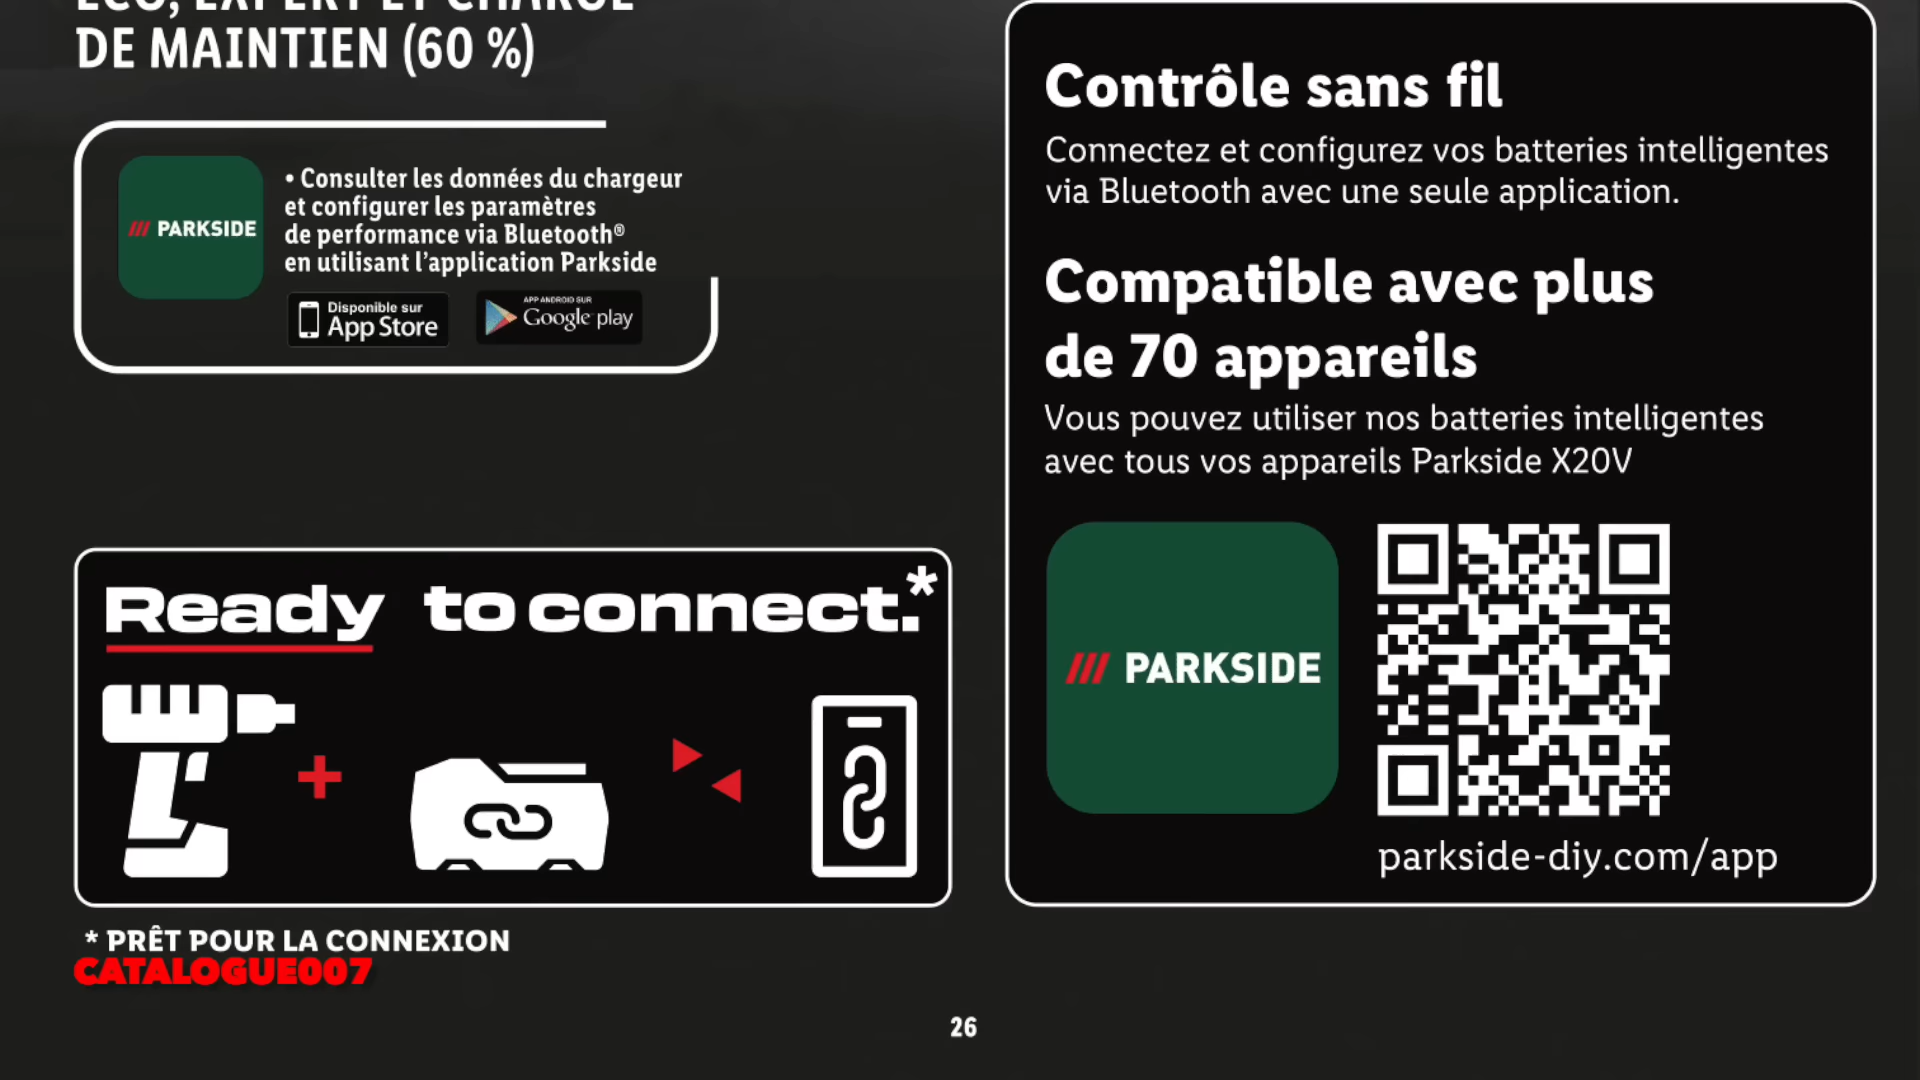 ECO, EXPERT ET CHARGE
DE MAINTIEN (60 %)
PARKSIDE
• Consulter les données du chargeur
et configurer les paramètres
de performance via Bluetooth®
en utilisant l'application Parkside
Disponible sur
App Store
APP ANDROID SUR
Google play
Ready to connect.*
* PRÊT POUR LA CONNEXION
CATALOGUE007
Contrôle sans fil
Connectez et configurez vos batteries intelligentes
via Bluetooth avec une seule application.
Compatible avec plus
de 70 appareils
Vous pouvez utiliser nos batteries intelligentes
avec tous vos appareils Parkside X20V
PARKSIDE
parkside-diy.com/app
26